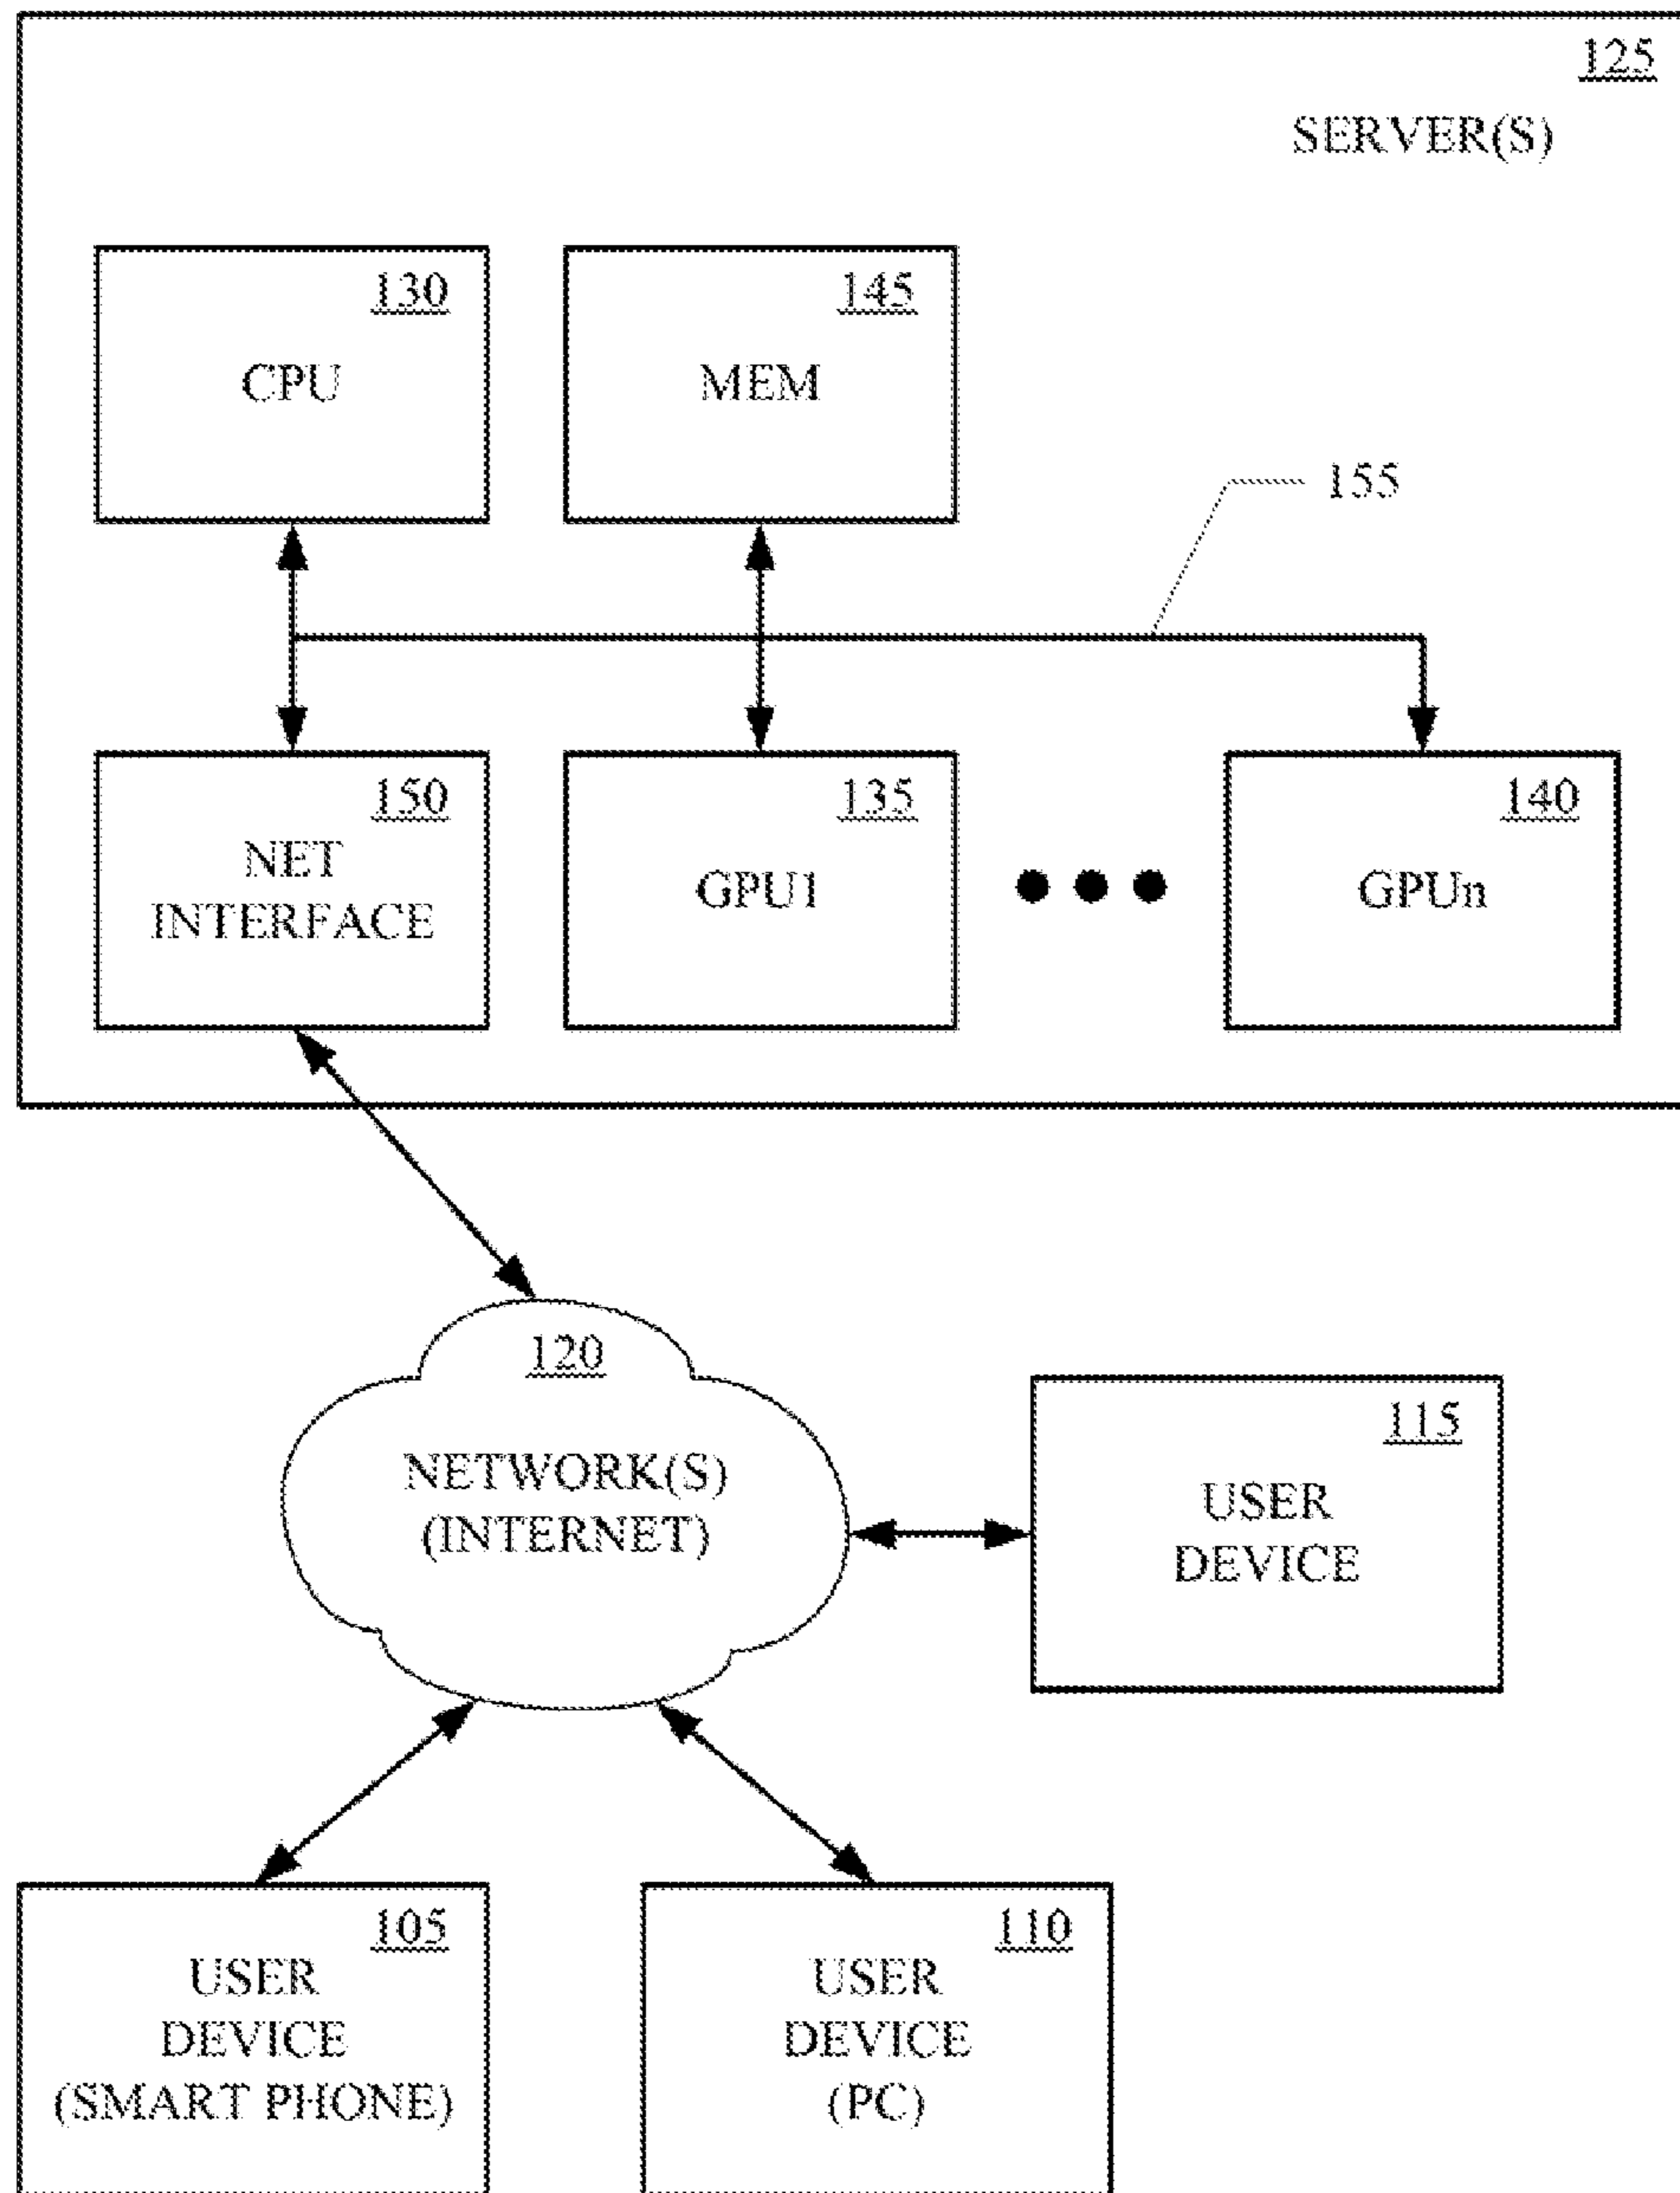 125
SERVER(S)
130
CPU
145
MEM
155
150
NET
INTERFACE
135
GPU1
140
GPUn
120
NETWORK(S)
(INTERNET)
115
USER
DEVICE
105
USER
DEVICE
(SMART PHONE)
110
USER
DEVICE
(PC)